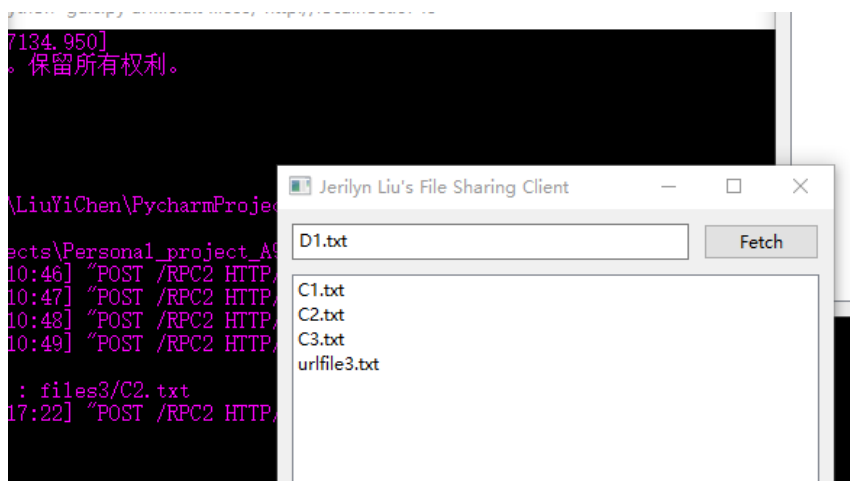 7134.950]
。保留所有权利。
\LiuYiChen\PycharmProje
ects\Personal_project_A9
10:46] "POST /RPC2 HTTP/
10:47] "POST /RPC2 HTTP/
10:48] "POST /RPC2 HTTP/
10:49] "POST /RPC2 HTTP/
: files3/C2.txt
17:22] "POST /RPC2 HTTP/
Jerilyn Liu's File Sharing Client
D1.txt
Fetch
C1.txt
C2.txt
C3.txt
urlfile3.txt